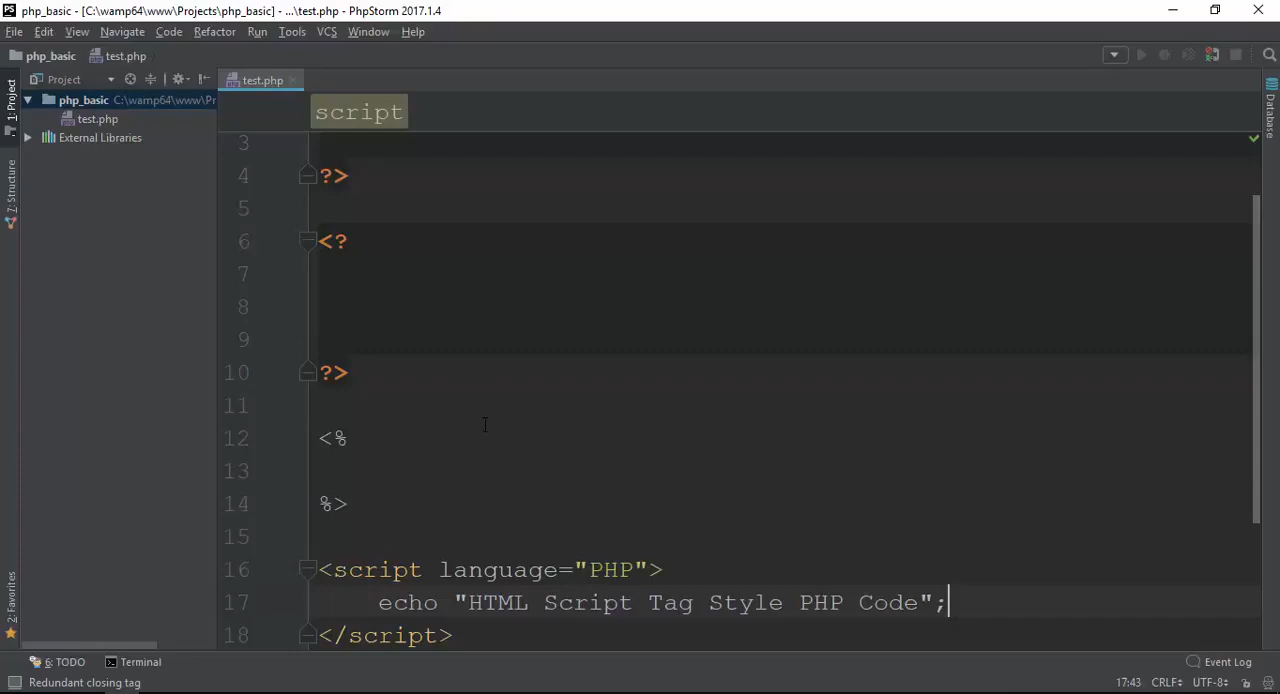 php_basic - [C:\wamp64\www\Projects\php_basic] - ...\test.php - PhpStorm 2017.1.4
File Edit View Navigate Code Refactor Run Tools VCS Window Help
php_basic test.php
1: Project
Project
test.php
php_basic C:\wamp64\www\Pr
test.php
External Libraries
7: Structure
2: Favorites
Database
script
3
4 ?>
5
6 <?
7
8
9
10 ?>
11
12 <%
13
14 %>
15
16 <script language="PHP">
17 echo "HTML Script Tag Style PHP Code";
18 </script>
6: TODO Terminal Event Log
Redundant closing tag 17:43 CRLF UTF-8